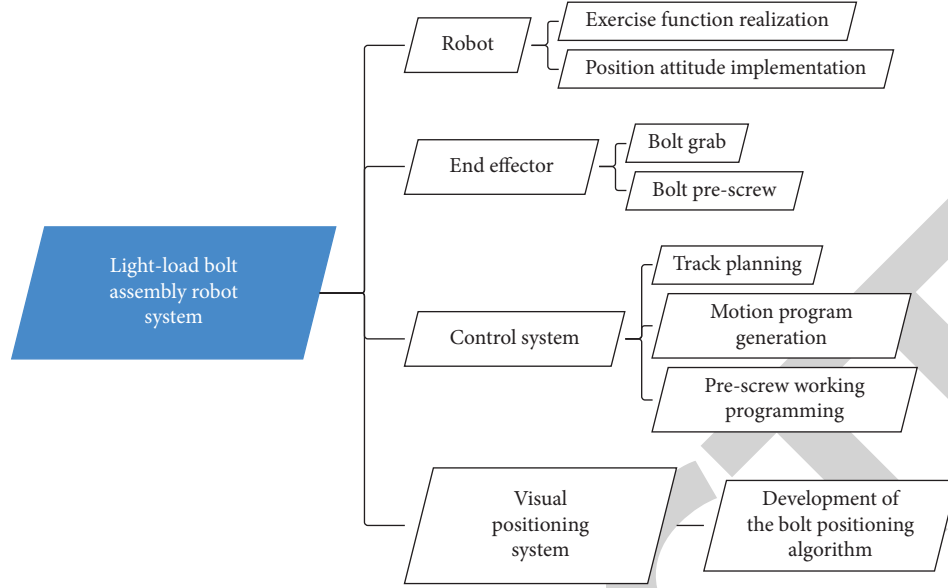 Light-load bolt
assembly robot
system
Robot
Exercise function realization
Position attitude implementation
End effector
Bolt grab
Bolt pre-screw
Control system
Track planning
Motion program
generation
Pre-screw working
programming
Visual
positioning
system
Development of
the bolt positioning
algorithm